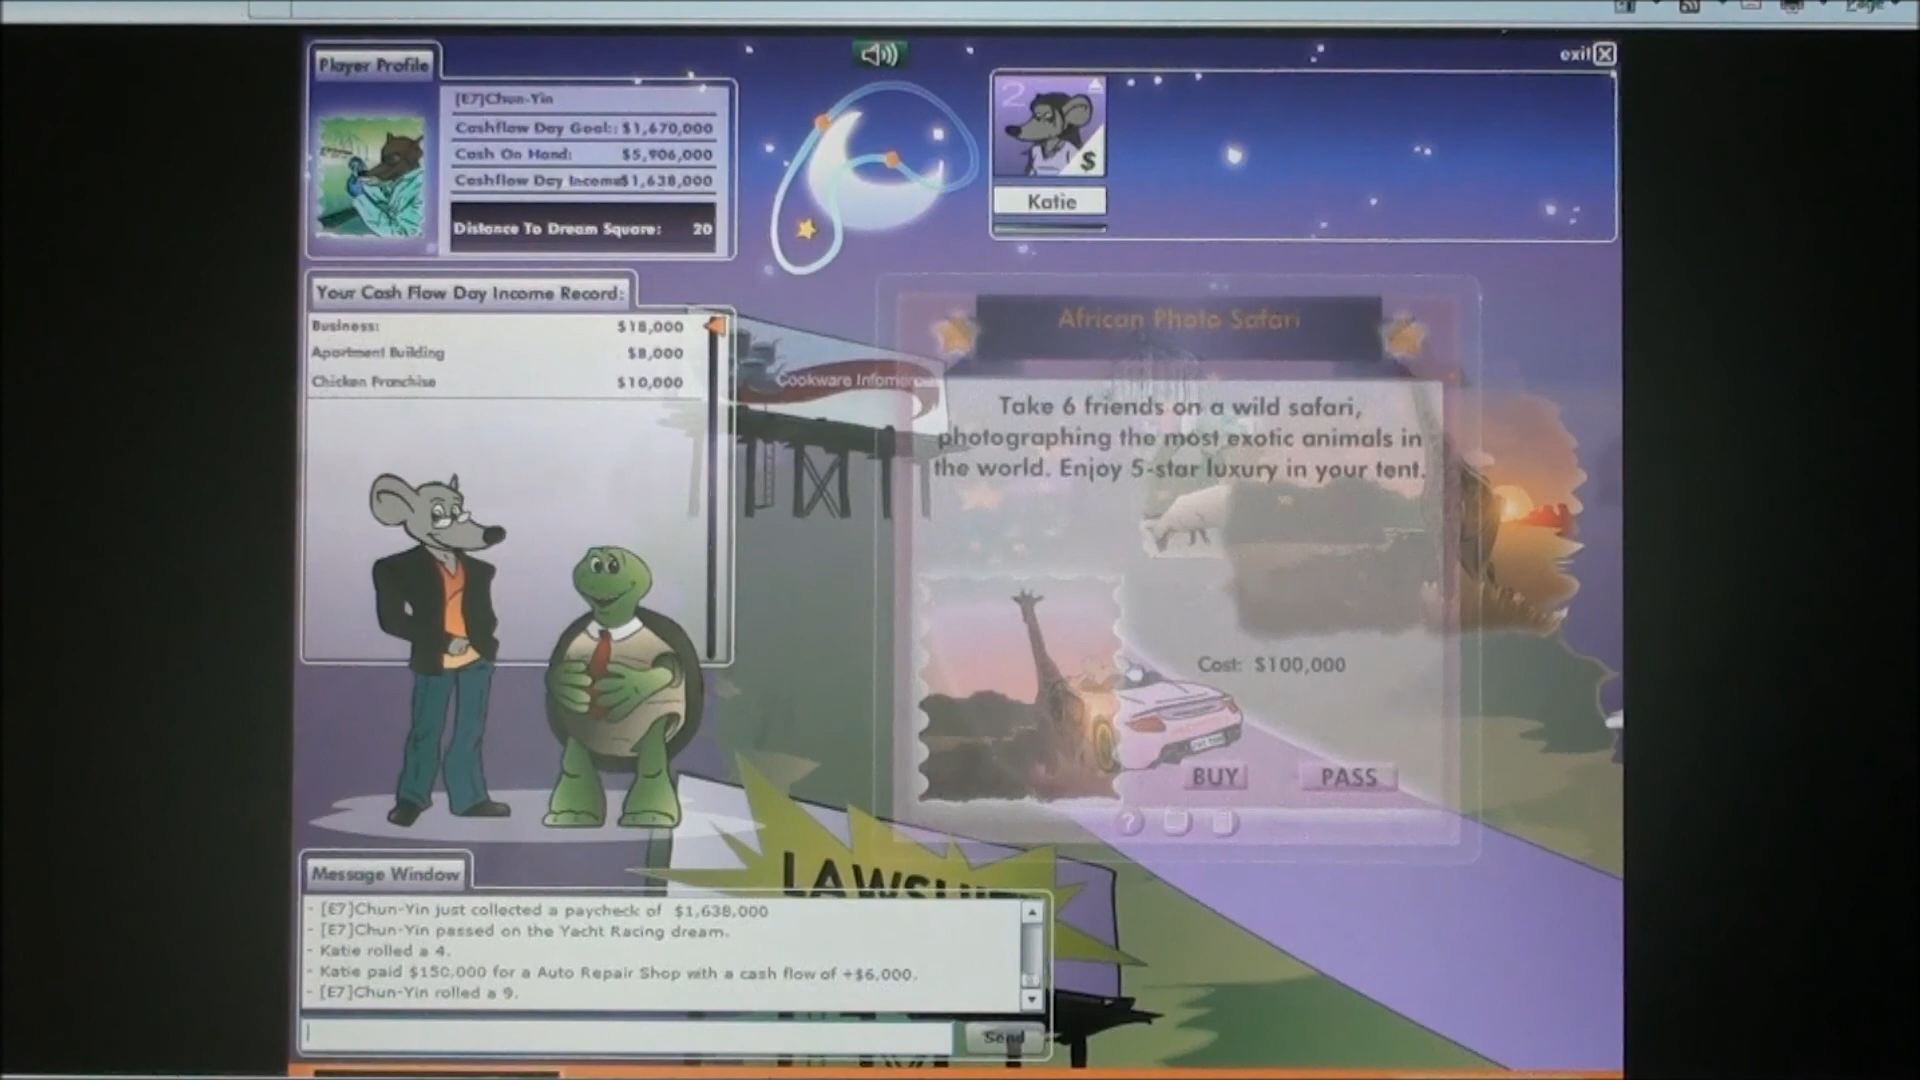 Page
exit
Player Profile
[E7]Chun-Yin
Cashflow Day Goal: $1,670,000
Cash On Hand: $5,906,000
Cashflow Day Income $1,638,000
Distance To Dream Square: 20
2
$
Katie
Your Cash Flow Day Income Record:
Business: $18,000
Apartment Building $8,000
Chicken Franchise $10,000
Cookware Infomercial
African Photo Safari
Take 6 friends on a wild safari,
photographing the most exotic animals in
the world. Enjoy 5-star luxury in your tent.
Cost: $100,000
BUY PASS
?
LAWSUIT
Message Window
- [E7]Chun-Yin just collected a paycheck of $1,638,000
- [E7]Chun-Yin passed on the Yacht Racing dream.
- Katie rolled a 4.
- Katie paid $150,000 for a Auto Repair Shop with a cash flow of +$6,000.
- [E7]Chun-Yin rolled a 9.
Send